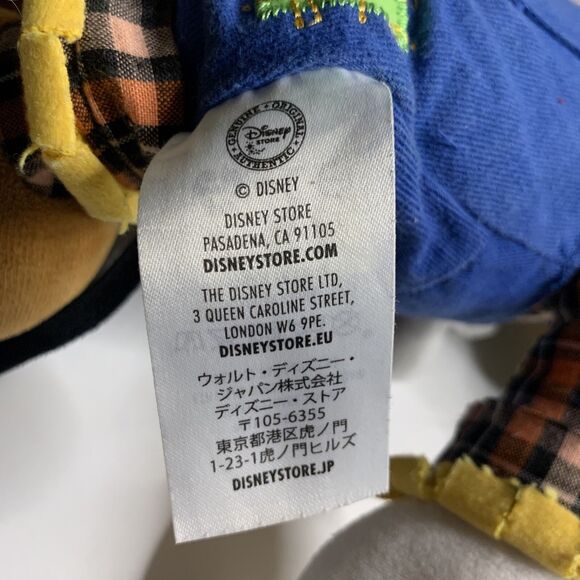 GENUINE • ORIGINAL • AUTHENTIC
Disney
STORE
© DISNEY
DISNEY STORE
PASADENA, CA 91105
DISNEYSTORE.COM
THE DISNEY STORE LTD,
3 QUEEN CAROLINE STREET,
LONDON W6 9PE.
DISNEYSTORE.EU
ウォルト・ディズニー・
ジャパン株式会社
ディズニー・ストア
〒105-6355
東京都港区虎ノ門
1-23-1虎ノ門ヒルズ
DISNEYSTORE.JP